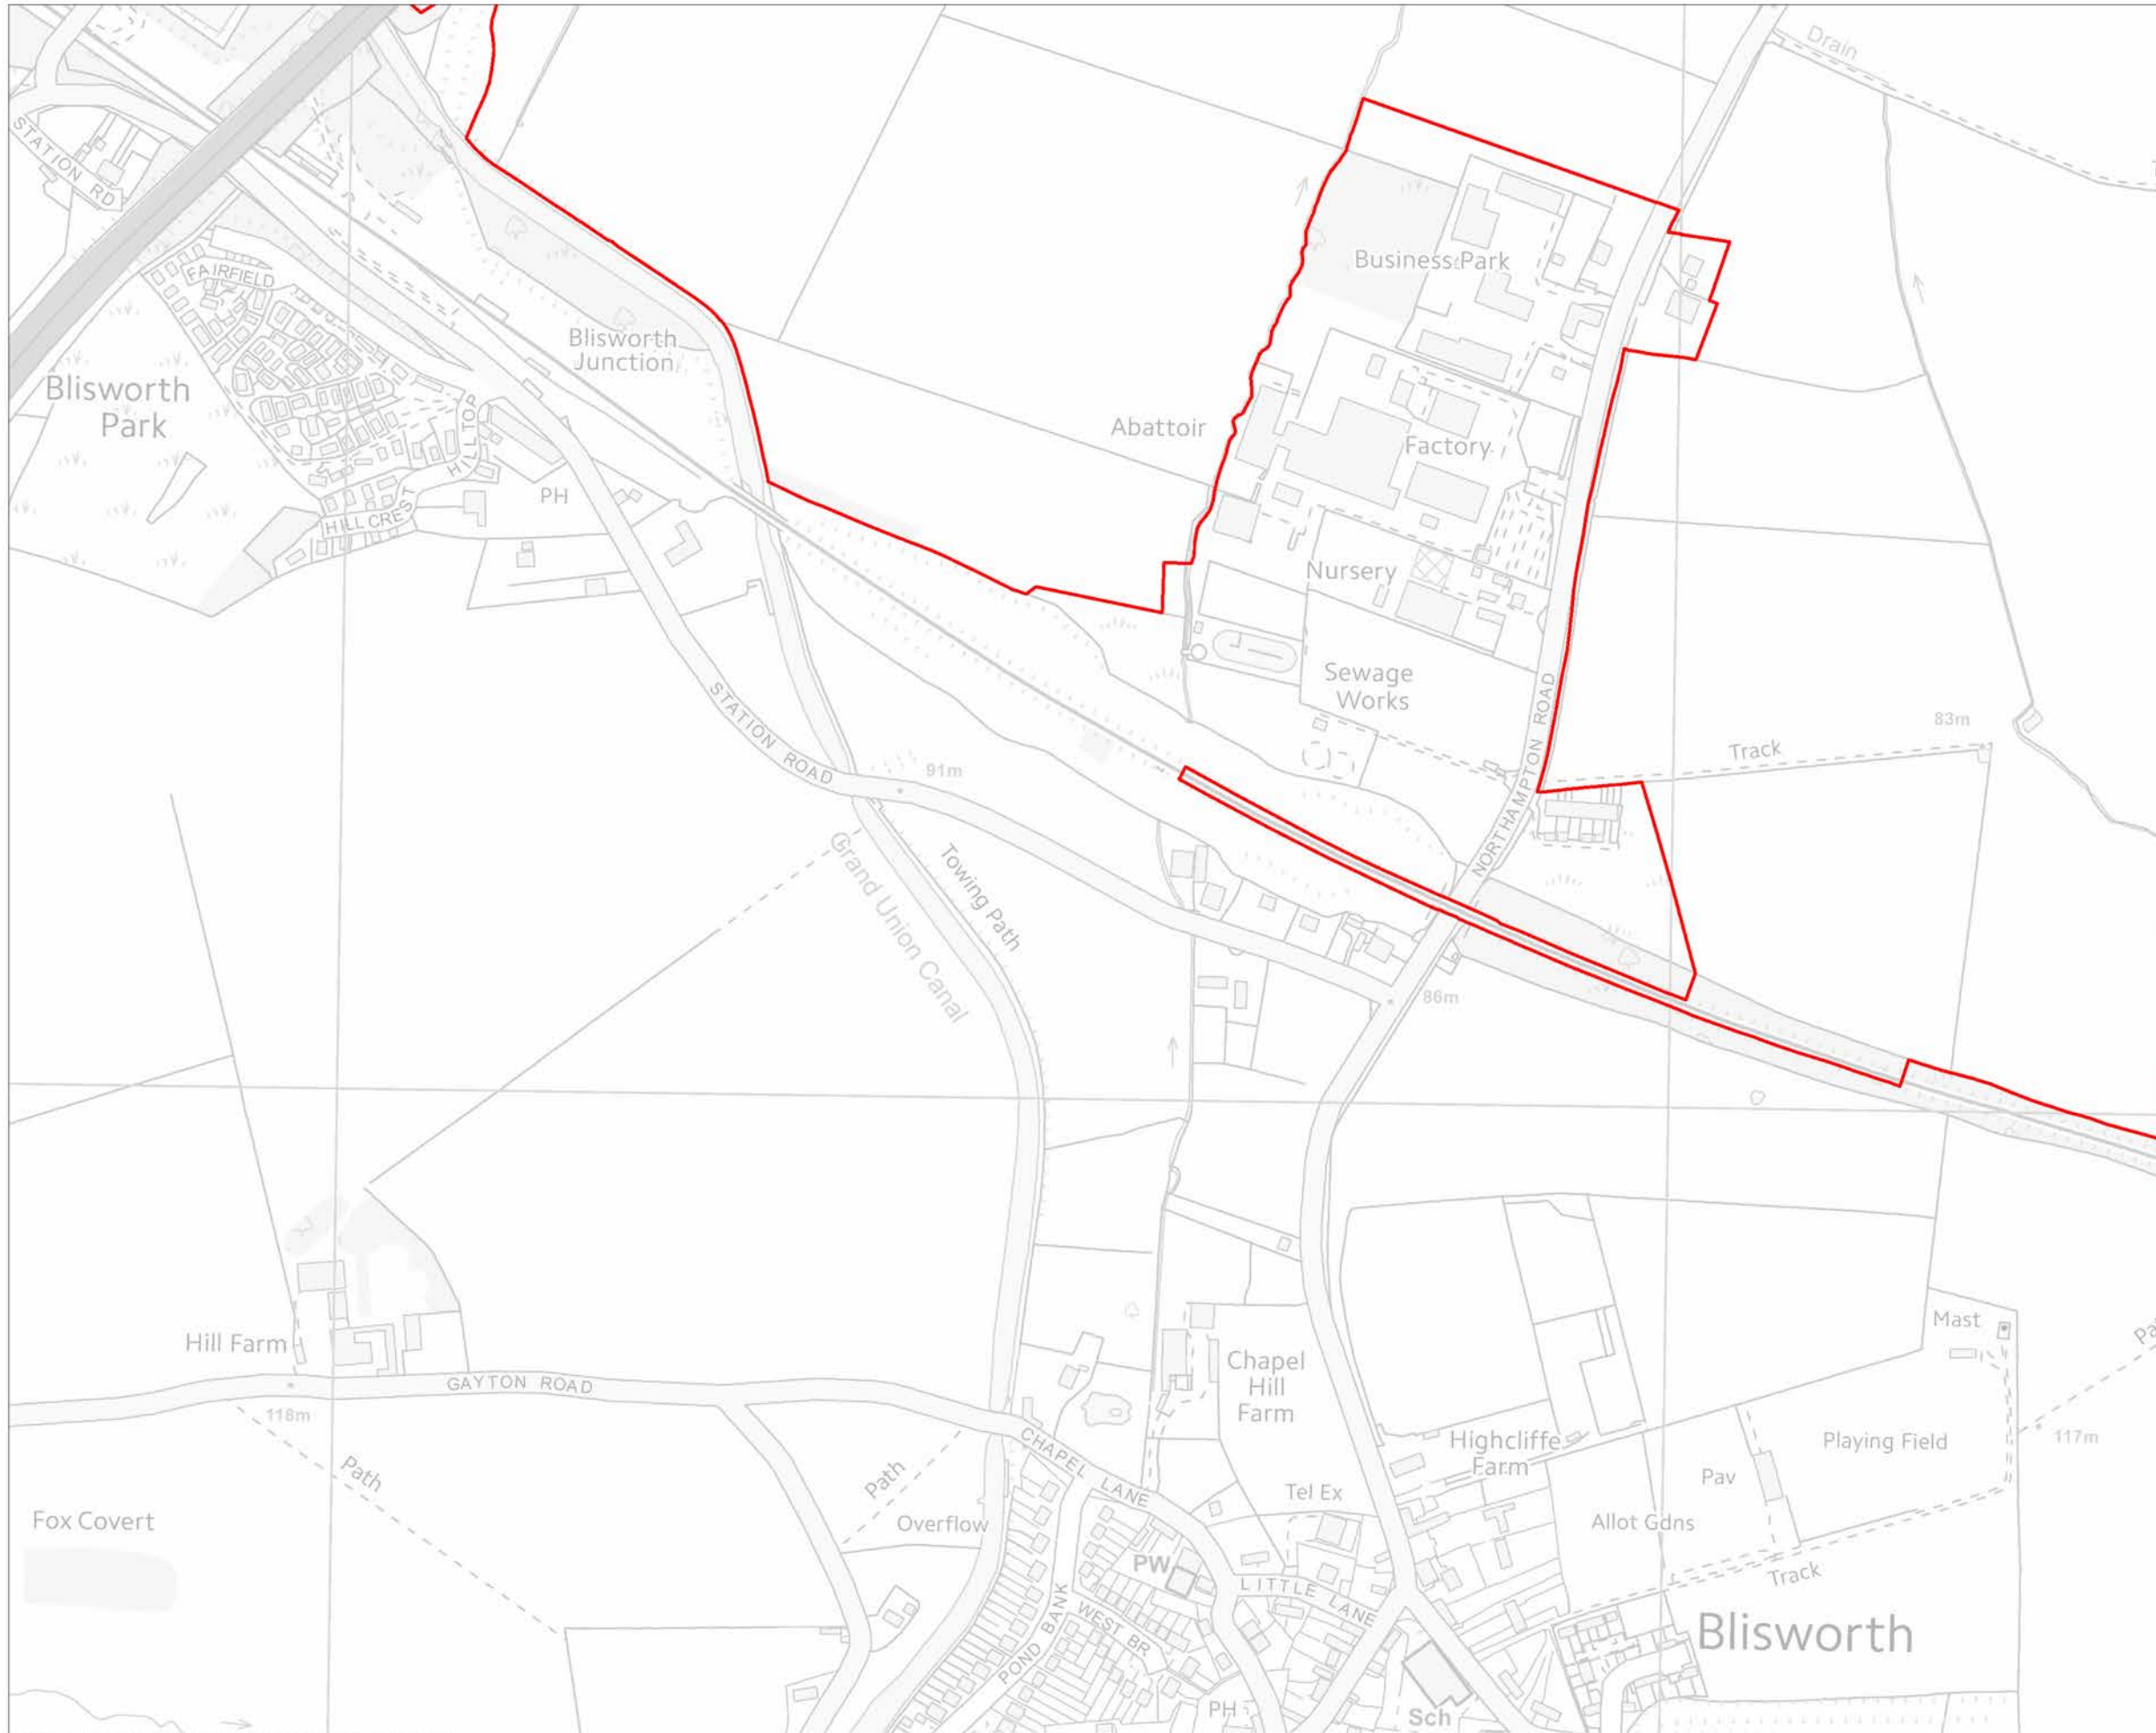 Drain
STATION RD
Business Park
FAIRFIELD
Blisworth
Junction
Blisworth
Park
HILL TOP
Abattoir
Factory
PH
HILL CREST
Nursery
Sewage
Works
NORTHAMPTON ROAD
STATION ROAD
83m
Track
91m
Grand Union Canal
Towing Path
86m
Mast
Hill Farm
Chapel
Hill
Farm
GAYTON ROAD
118m
Highcliffe
Farm
Playing Field
117m
CHAPEL LANE
Path
Path
Pav
Tel Ex
Fox Covert
Overflow
Allot Gdns
PW
Track
LITTLE LANE
POND BANK
WEST BR
Blisworth
PH
Sch